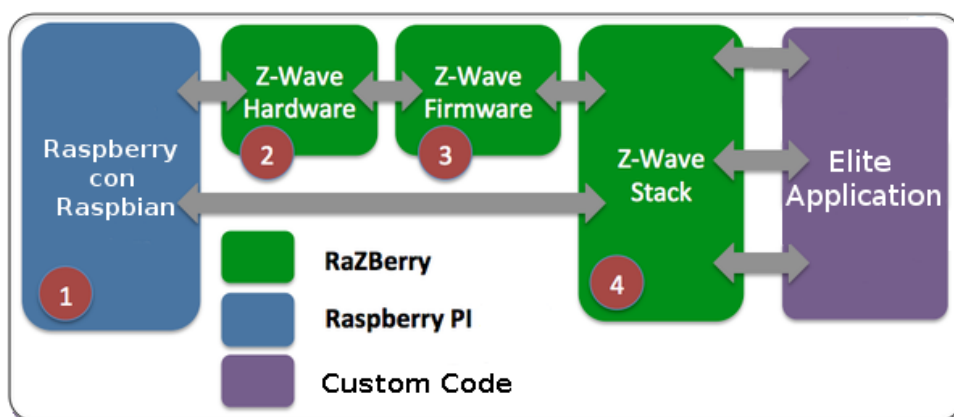 Raspberry
con
Raspbian
1
Z-Wave
Hardware
2
Z-Wave
Firmware
3
Z-Wave
Stack
4
Elite
Application
RaZBerry
Raspberry PI
Custom Code